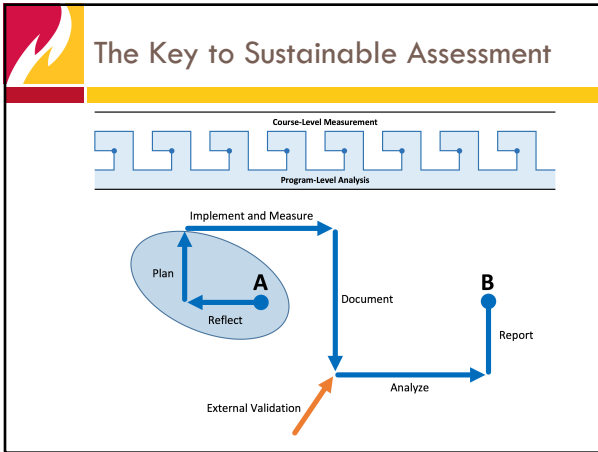 The Key to Sustainable Assessment
Course-Level Measurement
Program-Level Analysis
Implement and Measure
Plan
A
B
Reflect
Document
Report
Analyze
External Validation